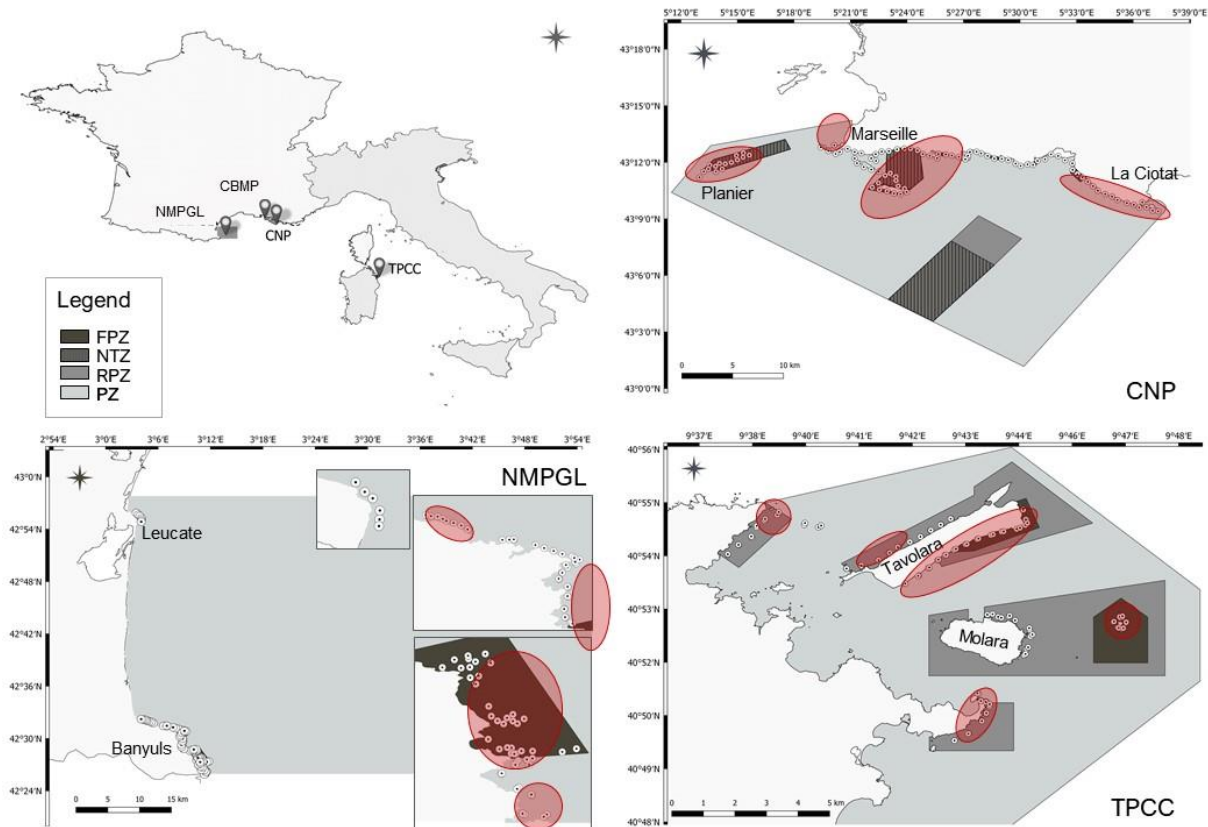 CBMP
NMPGL
CNP
TPCC
Legend
FPZ
NTZ
RPZ
PZ
5°12'0"E 5°15'0"E 5°18'0"E 5°21'0"E 5°24'0"E 5°27'0"E 5°30'0"E 5°33'0"E 5°36'0"E 5°39'0"E
43°18'0"N
43°15'0"N
43°12'0"N
43°9'0"N
43°6'0"N
43°3'0"N
43°0'0"N
Marseille
Planier
La Ciotat
0 5 10 km
CNP
2°54'E 3°0'E 3°6'E 3°12'E 3°18'E 3°24'E 3°30'E 3°36'E 3°42'E 3°48'E 3°54'E
43°0'N
42°54'N
42°48'N
42°42'N
42°36'N
42°30'N
42°24'N
NMPGL
Leucate
Banyuls
0 5 10 15 km
9°37'E 9°38'E 9°40'E 9°41'E 9°42'E 9°43'E 9°44'E 9°46'E 9°47'E 9°48'E
40°56'N
40°55'N
40°54'N
40°53'N
40°52'N
40°50'N
40°49'N
40°48'N
Tavolara
Molara
0 1 2 3 4 5 km
TPCC